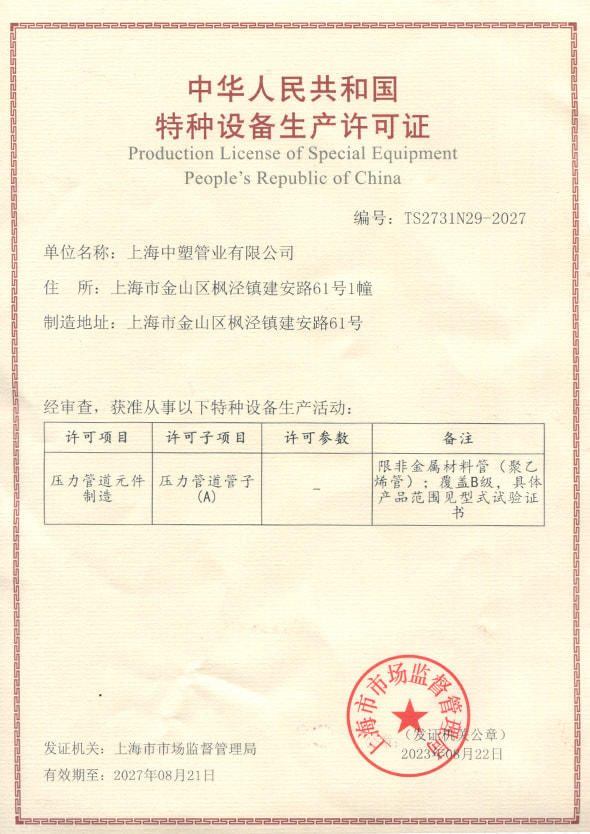 中华人民共和国
特种设备生产许可证
Production License of Special Equipment
People's Republic of China
编号：TS2731N29-2027
单位名称：上海中塑管业有限公司
住 所：上海市金山区枫泾镇建安路61号1幢
制造地址：上海市金山区枫泾镇建安路61号
经审查，获准从事以下特种设备生产活动：
许可项目 许可子项目 许可参数 备注
压力管道元件
制造
压力管道管子
(A)
—
限非金属材料管（聚乙
烯管）；覆盖B级，具体
产品范围见型式试验证
书
上海市市场监督管理局
（发证机关公章）
发证机关：上海市市场监督管理局
2023年08月22日
有效期至：2027年08月21日